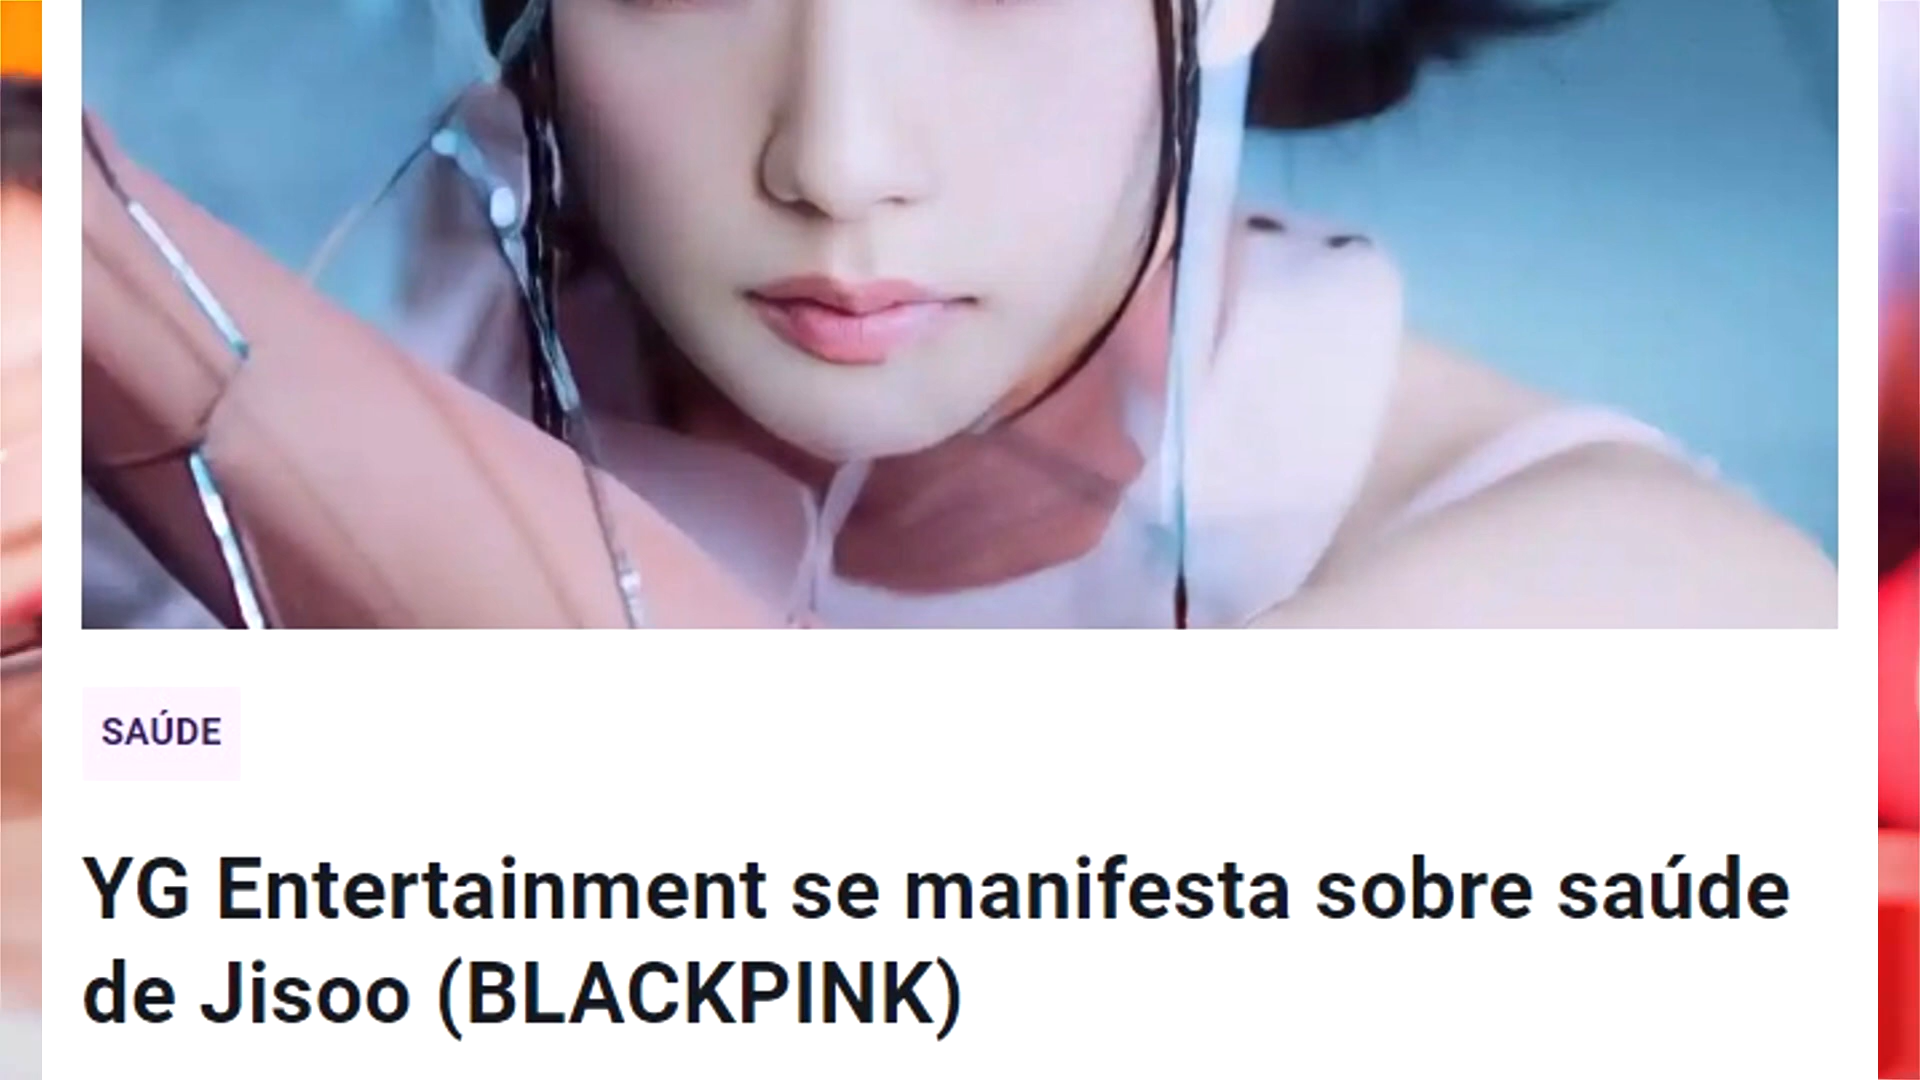 SAÚDE
YG Entertainment se manifesta sobre saúde
de Jisoo (BLACKPINK)